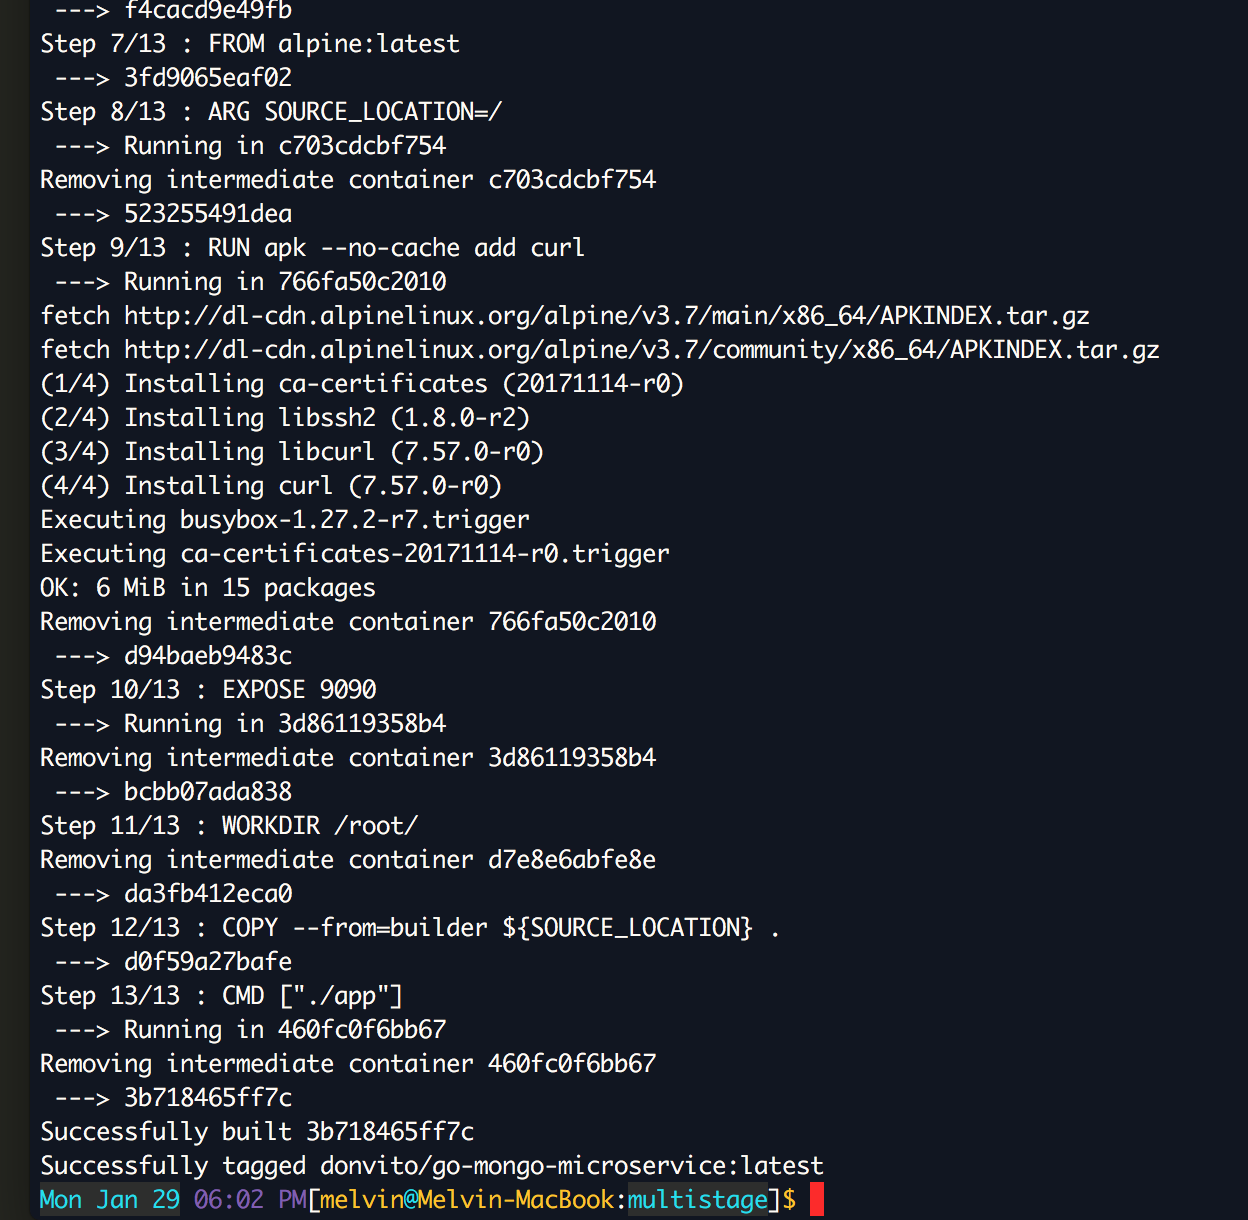 ---> f4cacd9e49fb
Step 7/13 : FROM alpine:latest
---> 3fd9065eaf02
Step 8/13 : ARG SOURCE_LOCATION=/
---> Running in c703cdcbf754
Removing intermediate container c703cdcbf754
---> 523255491dea
Step 9/13 : RUN apk --no-cache add curl
---> Running in 766fa50c2010
fetch http://dl-cdn.alpinelinux.org/alpine/v3.7/main/x86_64/APKINDEX.tar.gz
fetch http://dl-cdn.alpinelinux.org/alpine/v3.7/community/x86_64/APKINDEX.tar.gz
(1/4) Installing ca-certificates (20171114-r0)
(2/4) Installing libssh2 (1.8.0-r2)
(3/4) Installing libcurl (7.57.0-r0)
(4/4) Installing curl (7.57.0-r0)
Executing busybox-1.27.2-r7.trigger
Executing ca-certificates-20171114-r0.trigger
OK: 6 MiB in 15 packages
Removing intermediate container 766fa50c2010
---> d94baeb9483c
Step 10/13 : EXPOSE 9090
---> Running in 3d86119358b4
Removing intermediate container 3d86119358b4
---> bcbb07ada838
Step 11/13 : WORKDIR /root/
Removing intermediate container d7e8e6abfe8e
---> da3fb412eca0
Step 12/13 : COPY --from=builder ${SOURCE_LOCATION} .
---> d0f59a27bafe
Step 13/13 : CMD ["./app"]
---> Running in 460fc0f6bb67
Removing intermediate container 460fc0f6bb67
---> 3b718465ff7c
Successfully built 3b718465ff7c
Successfully tagged donvito/go-mongo-microservice:latest
Mon Jan 29 06:02 PM[melvin@Melvin-MacBook:multistage]$